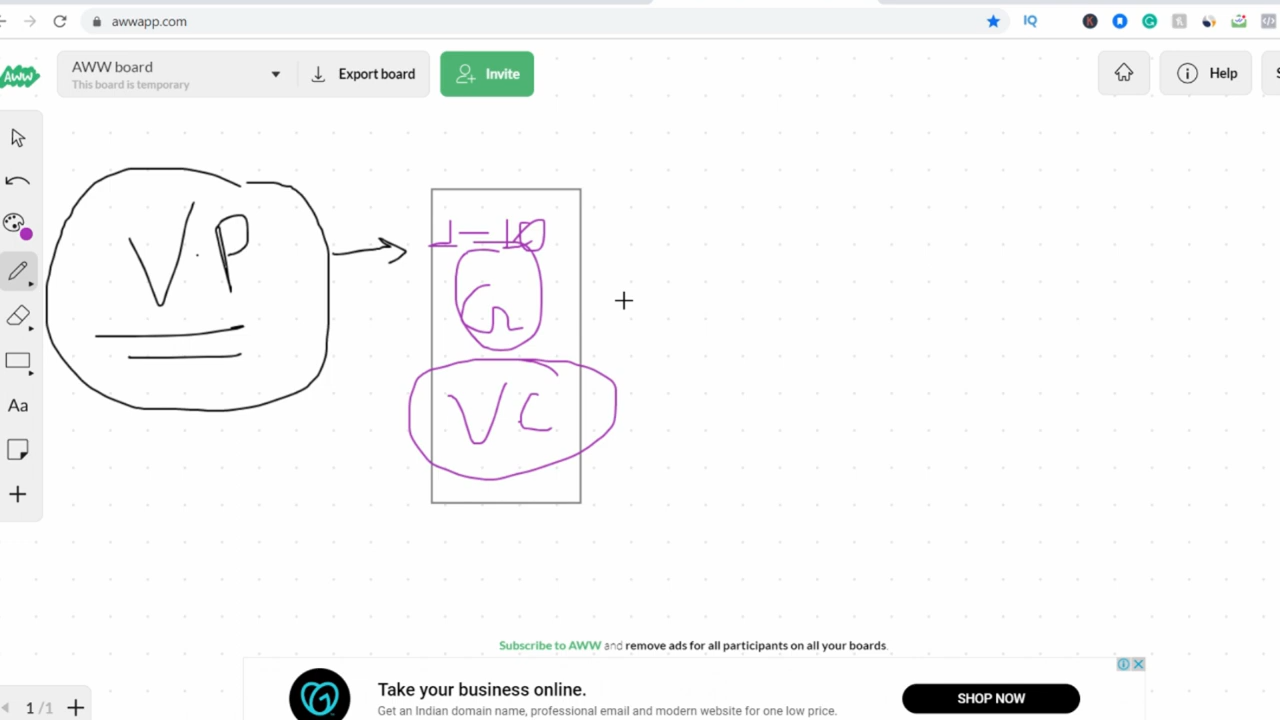 awwapp.com
IQ
AWW
AWW board
This board is temporary
Export board
Invite
Help
V.P
1-10
G
VC
Aa
Subscribe to AWW and remove ads for all participants on all your boards.
Take your business online.
Get an Indian domain name, professional email and modern website for one low price.
SHOP NOW
1 /1